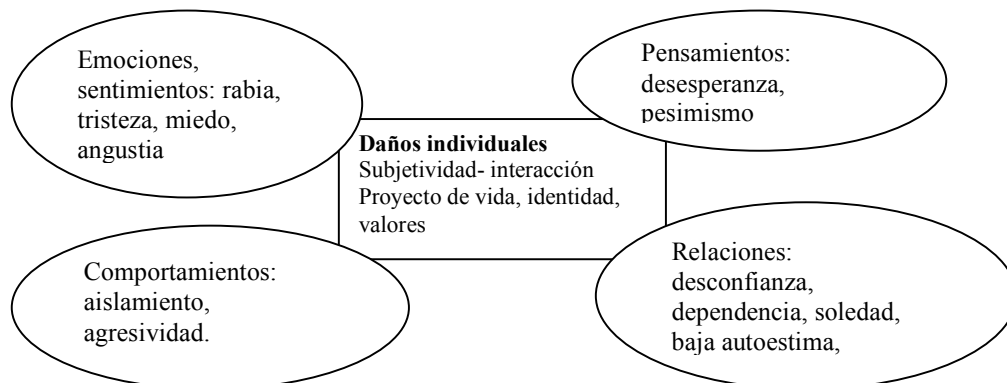 Emociones,
sentimientos: rabia,
tristeza, miedo,
angustia
Pensamientos:
desesperanza,
pesimismo
Daños individuales
Subjetividad- interacción
Proyecto de vida, identidad,
valores
Comportamientos:
aislamiento,
agresividad.
Relaciones:
desconfianza,
dependencia, soledad,
baja autoestima,